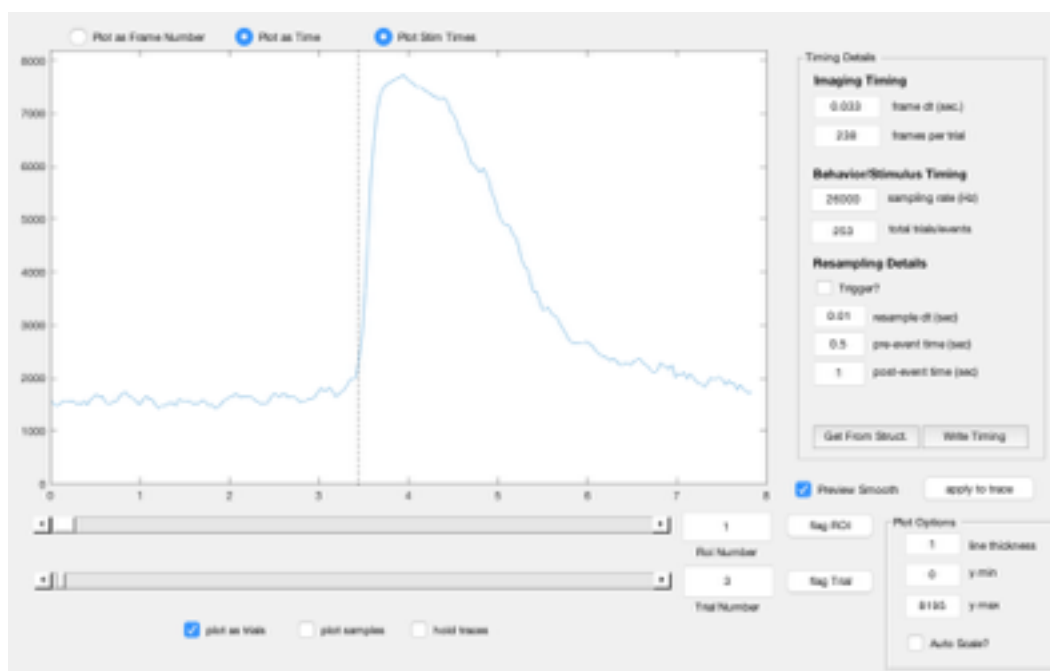 Plot as Frame Number Plot as Time Plot Stim Times
8000
7000
6000
5000
4000
3000
2000
1000
0
0 1 2 3 4 5 6 7 8
Timing Details
Imaging Timing
0.033 frame dt (sec.)
238 frames per trial
Behavior/Stimulus Timing
26000 sampling rate (Hz)
253 total trials/events
Resampling Details
Trigger?
0.01 resample dt (sec)
0.5 pre-event time (sec)
1 post-event time (sec)
Get From Struct. Write Timing
Preview Smooth apply to trace
1 flag ROI
Roi Number
3 flag Trial
Trial Number
plot as trials plot samples hold traces
Plot Options
1 line thickness
0 y min
y max
Auto Scale?